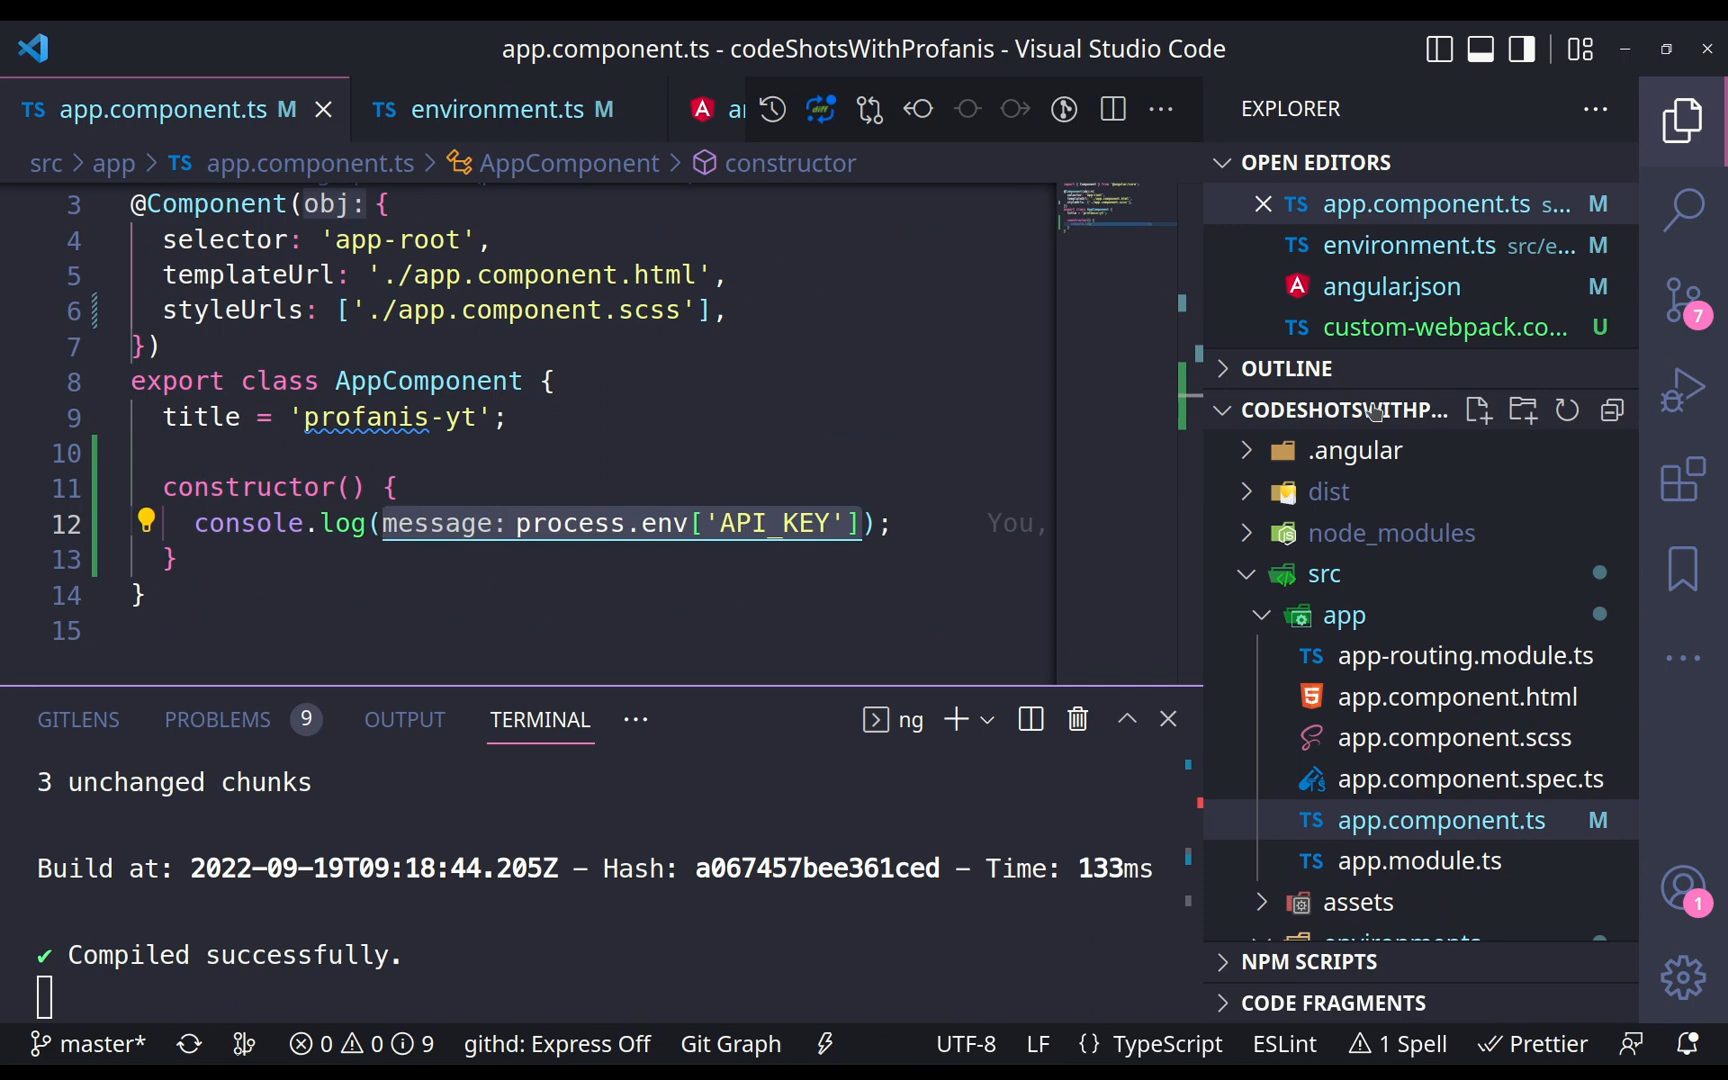 app.component.ts - codeShotsWithProfanis - Visual Studio Code
TS app.component.ts M
TS environment.ts M
EXPLORER
src > app > TS app.component.ts > AppComponent > constructor
3 @Component(obj: {
4 selector: 'app-root',
5 templateUrl: './app.component.html',
6 styleUrls: ['./app.component.scss'],
7 })
8 export class AppComponent {
9 title = 'profanis-yt';
10
11 constructor() {
12 console.log(message: process.env['API_KEY']); You,
13 }
14 }
15
OPEN EDITORS
TS app.component.ts s... M
TS environment.ts src/e... M
angular.json M
TS custom-webpack.co... U
OUTLINE
CODESHOTSWITHP...
.angular
dist
node_modules
src
app
TS app-routing.module.ts
app.component.html
app.component.scss
app.component.spec.ts
TS app.component.ts M
TS app.module.ts
assets
environments
NPM SCRIPTS
CODE FRAGMENTS
7
1
GITLENS PROBLEMS 9 OUTPUT TERMINAL ng
3 unchanged chunks
Build at: 2022-09-19T09:18:44.205Z - Hash: a067457bee361ced - Time: 133ms
✔ Compiled successfully.
master* 0 0 9 githd: Express Off Git Graph UTF-8 LF {} TypeScript ESLint 1 Spell Prettier